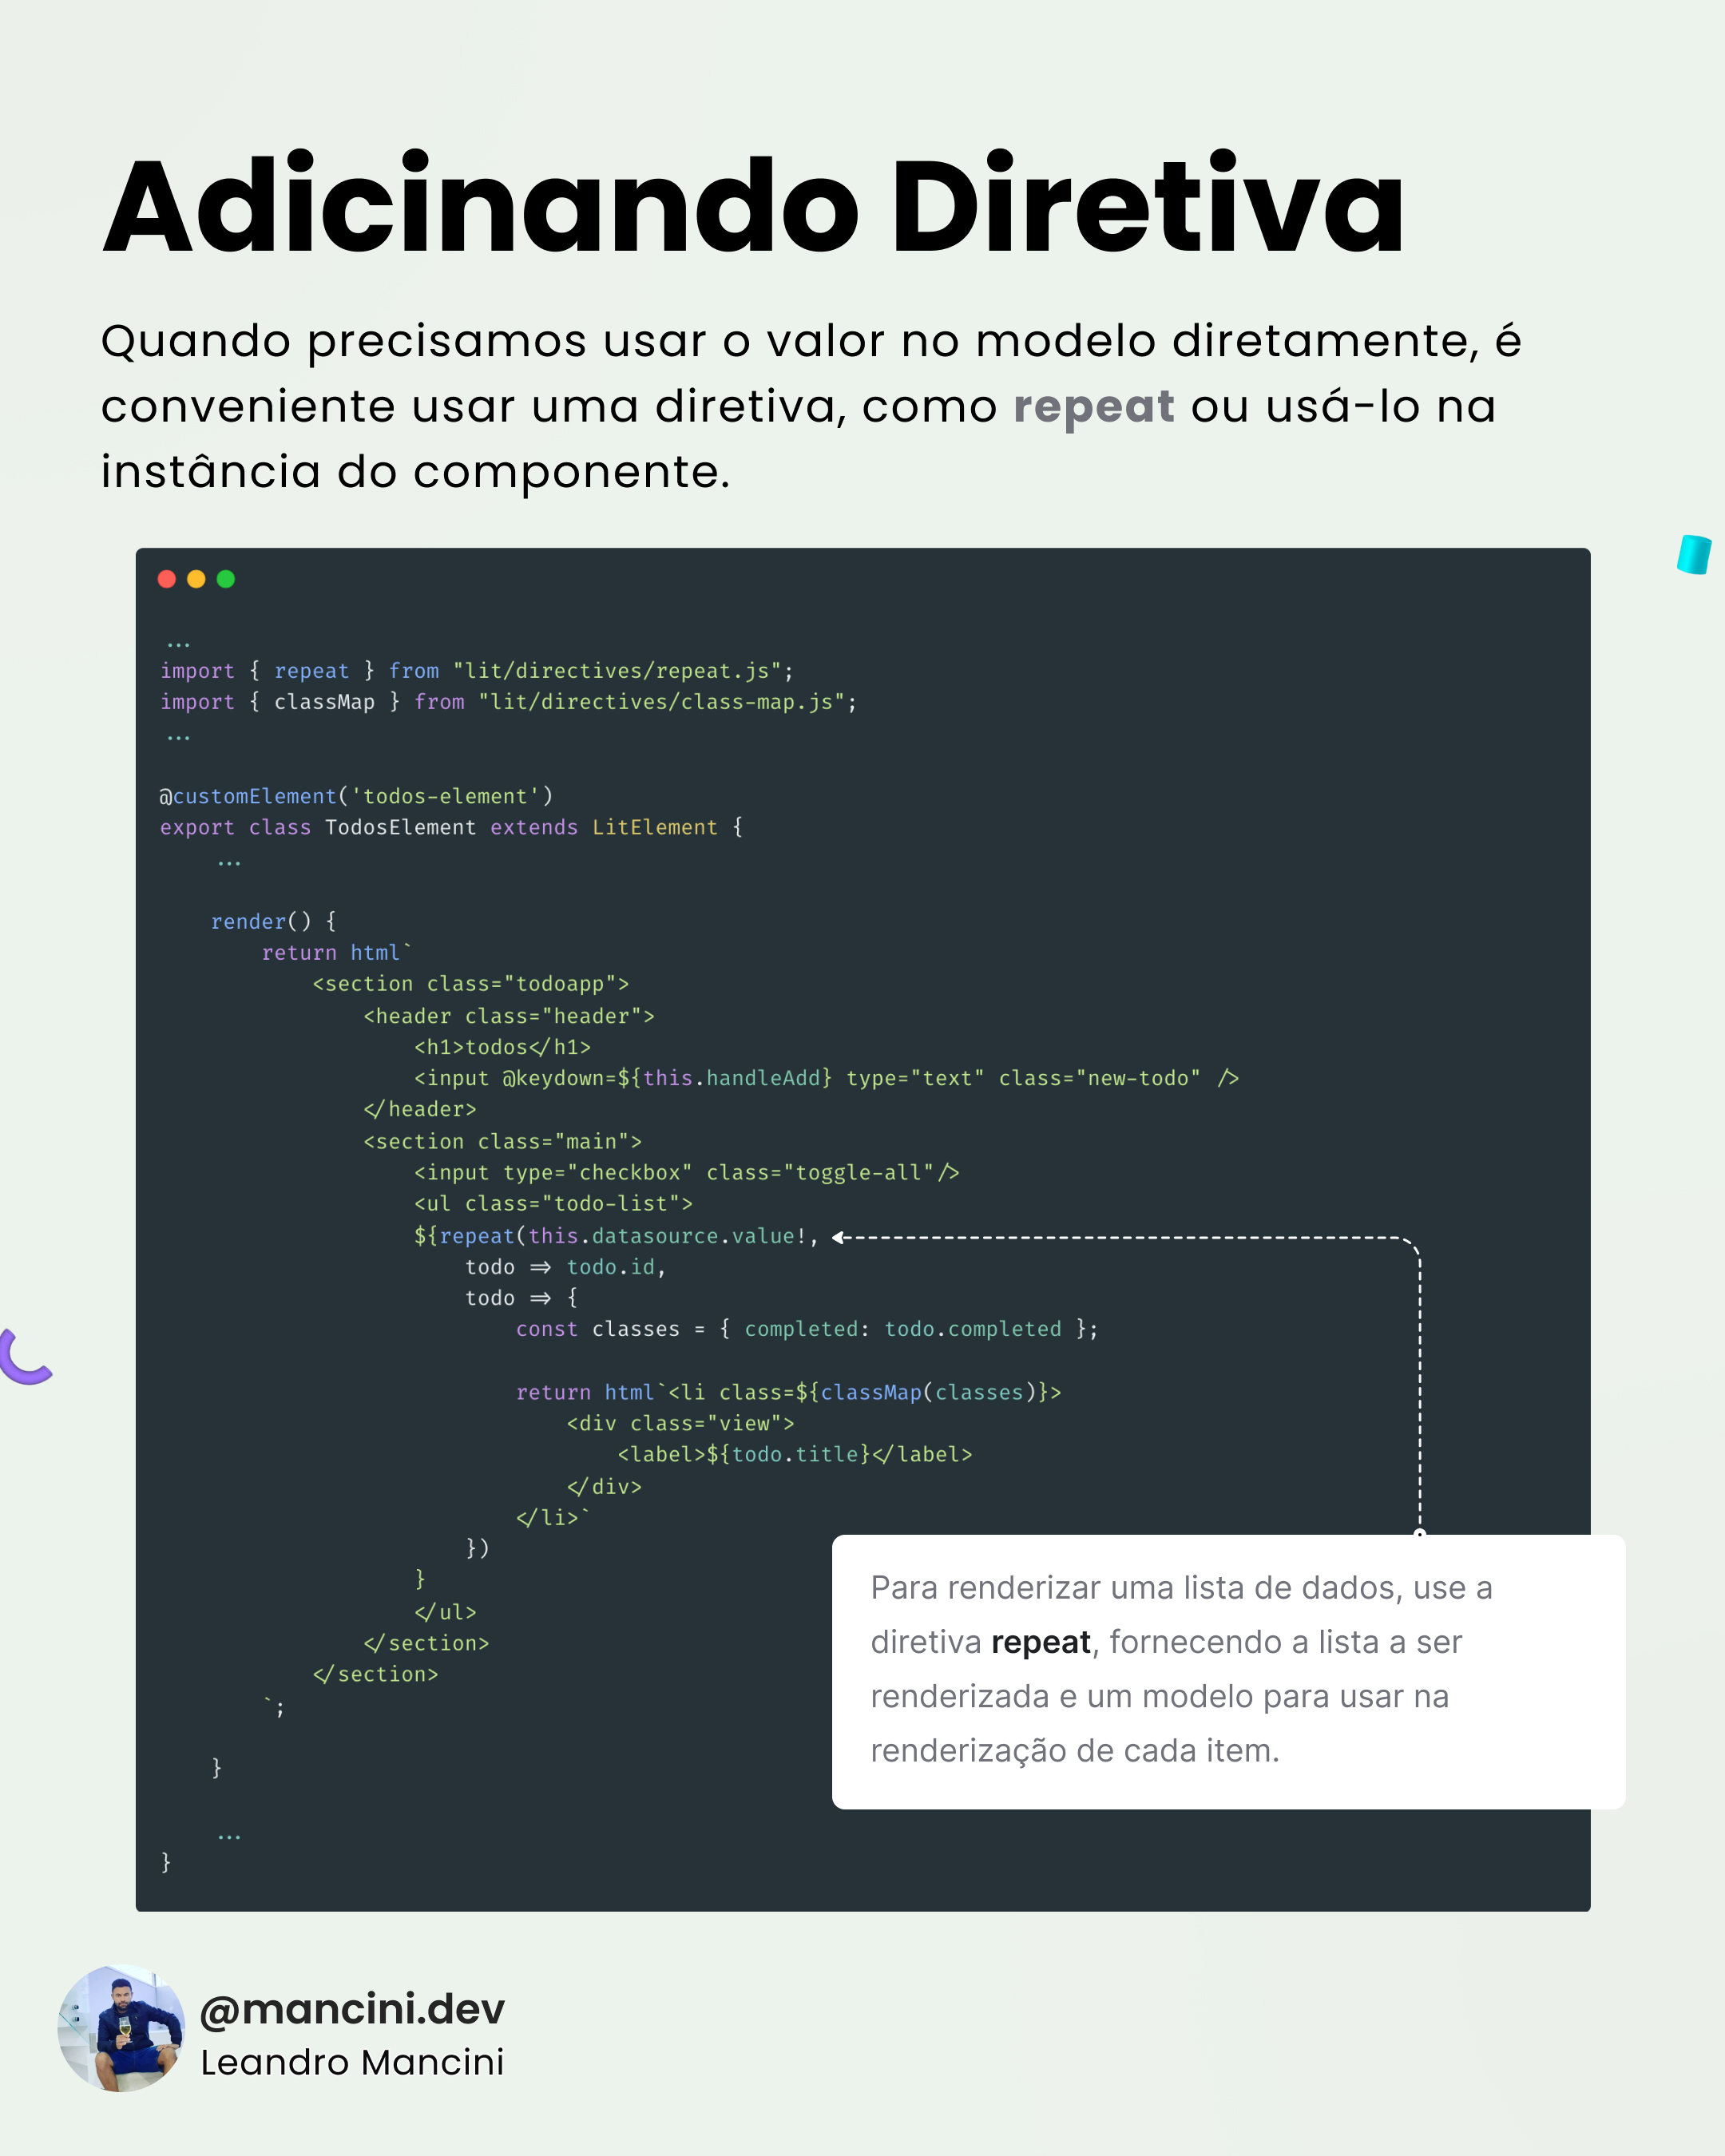 Adicinando Diretiva
Quando precisamos usar o valor no modelo diretamente, é
conveniente usar uma diretiva, como repeat ou usá-lo na
instância do componente.
...
import { repeat } from "lit/directives/repeat.js";
import { classMap } from "lit/directives/class-map.js";
...
@customElement('todos-element')
export class TodosElement extends LitElement {
...
render() {
return html`
<section class="todoapp">
<header class="header">
<h1>todos</h1>
<input @keydown=${this.handleAdd} type="text" class="new-todo" />
</header>
<section class="main">
<input type="checkbox" class="toggle-all"/>
<ul class="todo-list">
${repeat(this.datasource.value!,
todo => todo.id,
todo => {
const classes = { completed: todo.completed };
return html`<li class=${classMap(classes)}>
<div class="view">
<label>${todo.title}</label>
</div>
</li>`
})
}
</ul>
</section>
</section>
`;
}
...
}
Para renderizar uma lista de dados, use a
diretiva repeat, fornecendo a lista a ser
renderizada e um modelo para usar na
renderização de cada item.
@mancini.dev
Leandro Mancini